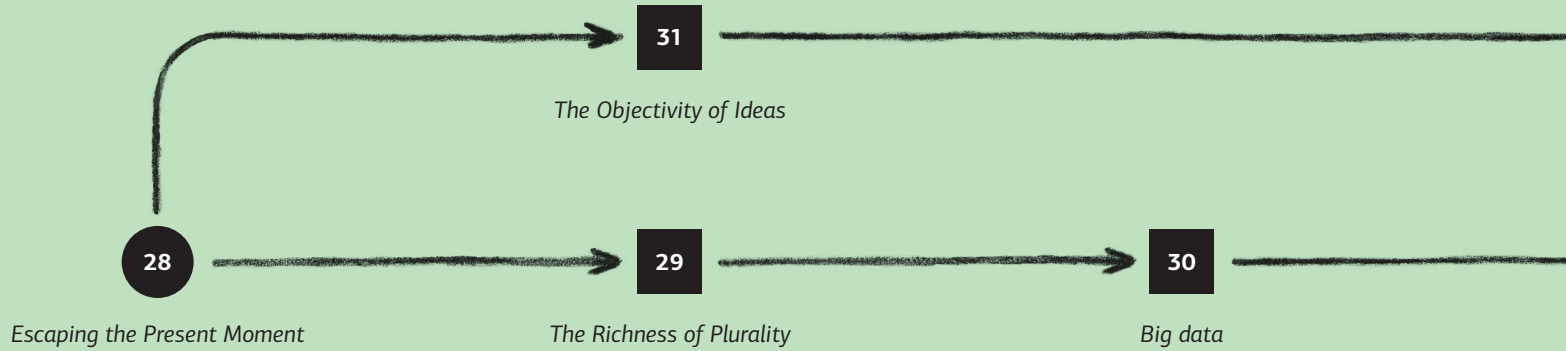 31
The Objectivity of Ideas
28
29
30
Escaping the Present Moment
The Richness of Plurality
Big data